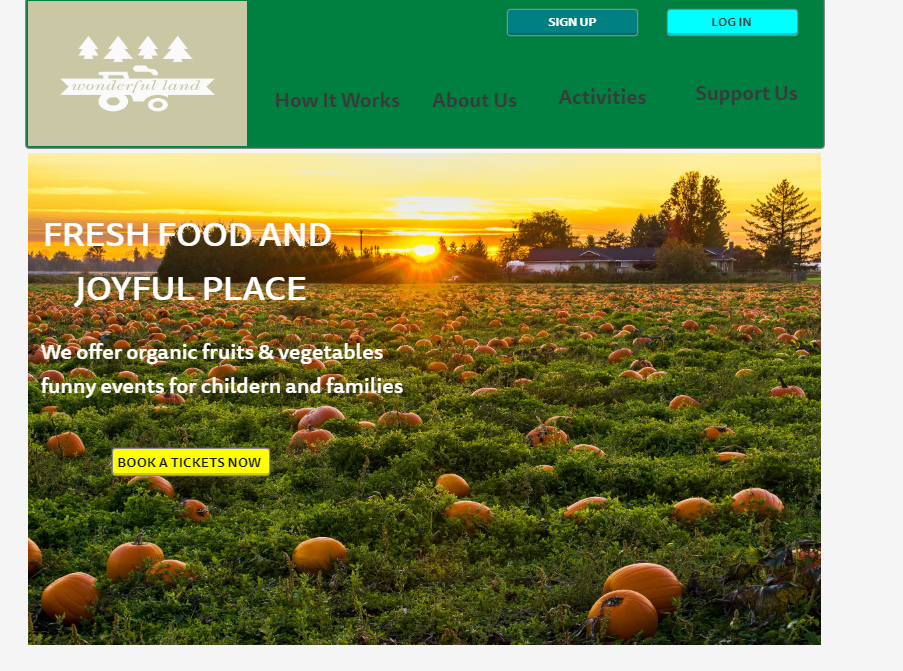 SIGN UP
LOG IN
wonderful land
How It Works
About Us
Activities
Support Us
FRESH FOOD AND
JOYFUL PLACE
We offer organic fruits & vegetables
funny events for childern and families
BOOK A TICKETS NOW